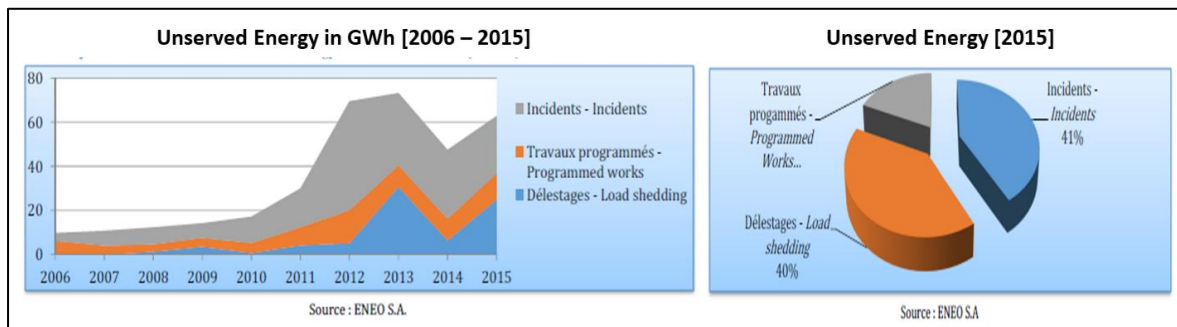 Unserved Energy in GWh [2006 – 2015]
80
60
40
20
0
2006 2007 2008 2009 2010 2011 2012 2013 2014 2015
Incidents - Incidents
Travaux programmés -
Programmed works
Délestages - Load shedding
Source : ENEO S.A.
Unserved Energy [2015]
Travaux
progammés -
Programmed
Works...
Incidents -
Incidents
41%
Délestages - Load
shedding
40%
Source : ENEO S.A